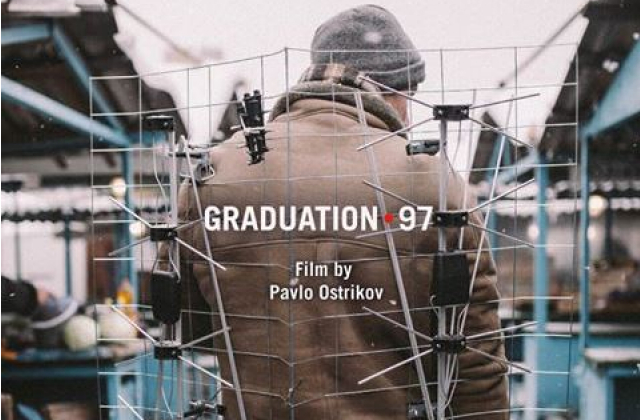 GRADUATION • 97
Film by
Pavlo Ostrikov